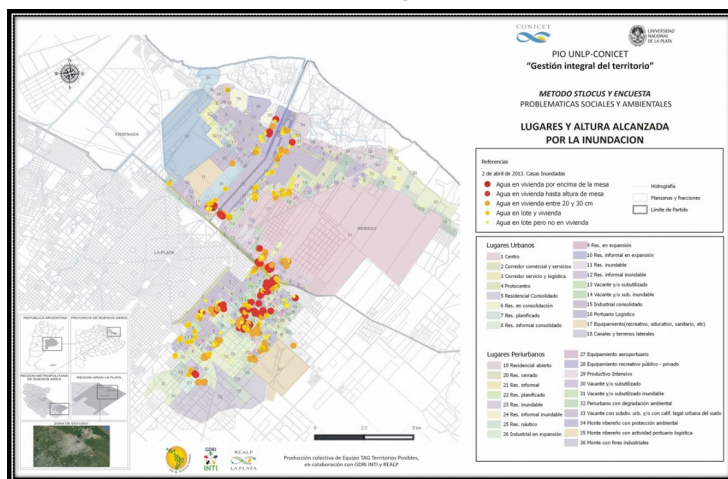 CONICET
UNIVERSIDAD
NACIONAL
DE LA PLATA
PIO UNLP-CONICET
“Gestión integral del territorio”
METODO STLOCUS Y ENCUESTA
PROBLEMATICAS SOCIALES Y AMBIENTALES
LUGARES Y ALTURA ALCANZADA
POR LA INUNDACION
Referencias
2 de abril de 2013. Casas Inundadas
Agua en vivienda por encima de la mesa
Agua en vivienda hasta altura de mesa
Agua en vivienda entre 20 y 30 cm
Agua en lote y vivienda
Agua en lote pero no en vivienda
Hidrografía
Manzanas y fracciones
Límite de Partido
Lugares Urbanos
1 Centro
2 Corredor comercial y servicios
3 Corredor servicio y logística
4 Protocentro
5 Residencial Consolidado
6 Res. en consolidación
7 Res. planificado
8 Res. informal consolidado
9 Res. en expansión
10 Res. informal en expansión
11 Res. inundable
12 Res. informal inundable
13 Vacante y/o subutilizado
14 Vacante y/o sub. inundable
15 Industrial consolidado
16 Portuario Logístico
17 Equipamiento(recreativo, educativo, sanitario, etc)
18 Canales y terrenos laterales
Lugares Periurbanos
19 Residencial abierto
20 Res. cerrado
21 Res. informal
22 Res. planificado
23 Res. inundable
24 Res. informal inundable
25 Res. náutico
26 Industrial en expansión
27 Equipamiento aeroportuario
28 Equipamiento recreativo público - privado
29 Productivo Intensivo
30 Vacante y/o subutilizado
31 Vacante y/o subutilizado inundable
32 Periurbano con degradación ambiental
33 Vacante con subdiv. urb. y/o con calif. legal urbana del suelo
34 Monte ribereño con protección ambiental
35 Monte ribereño con actividad portuario logística
36 Monte con fines industriales
ENSENADA
LA PLATA
BERISSO
REPUBLICA ARGENTINA
PROVINCIA DE BUENOS AIRES
REGION METROPOLITANA
DE BUENOS AIRES
REGION GRAN LA PLATA
ZONA DE ESTUDIO
GDRI
INTI
REALP
LA PLATA
Producción colectiva de Equipo TAG Territorios Posibles,
en colaboración con GDRI INTI y REALP
0 2.5 5 km